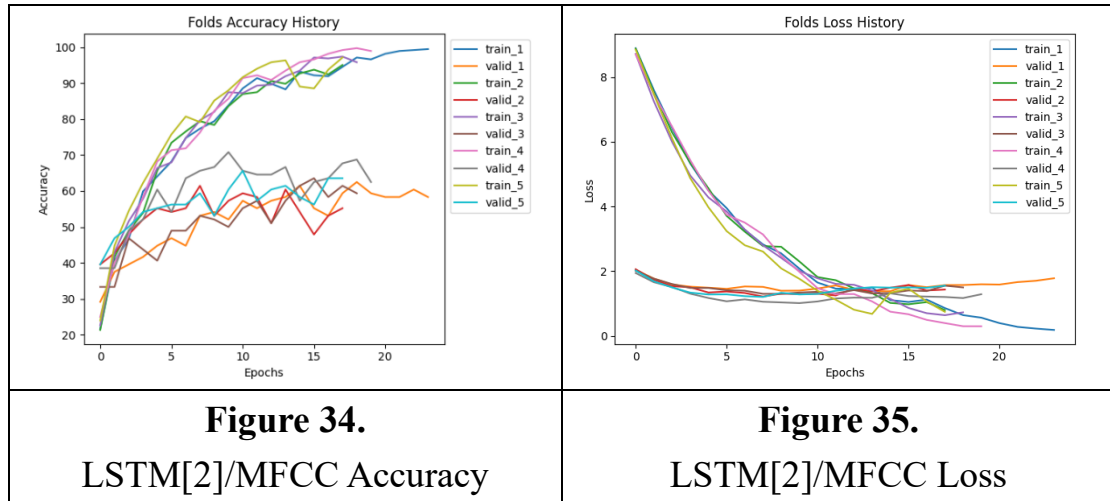 Folds Accuracy History
Accuracy
100
90
80
70
60
50
40
30
20
0
5
10
15
20
Epochs
train_1
valid_1
train_2
valid_2
train_3
valid_3
train_4
valid_4
train_5
valid_5
Folds Loss History
Loss
8
6
4
2
0
0
5
10
15
20
Epochs
train_1
valid_1
train_2
valid_2
train_3
valid_3
train_4
valid_4
train_5
valid_5
Figure 34.
LSTM[2]/MFCC Accuracy
Figure 35.
LSTM[2]/MFCC Loss